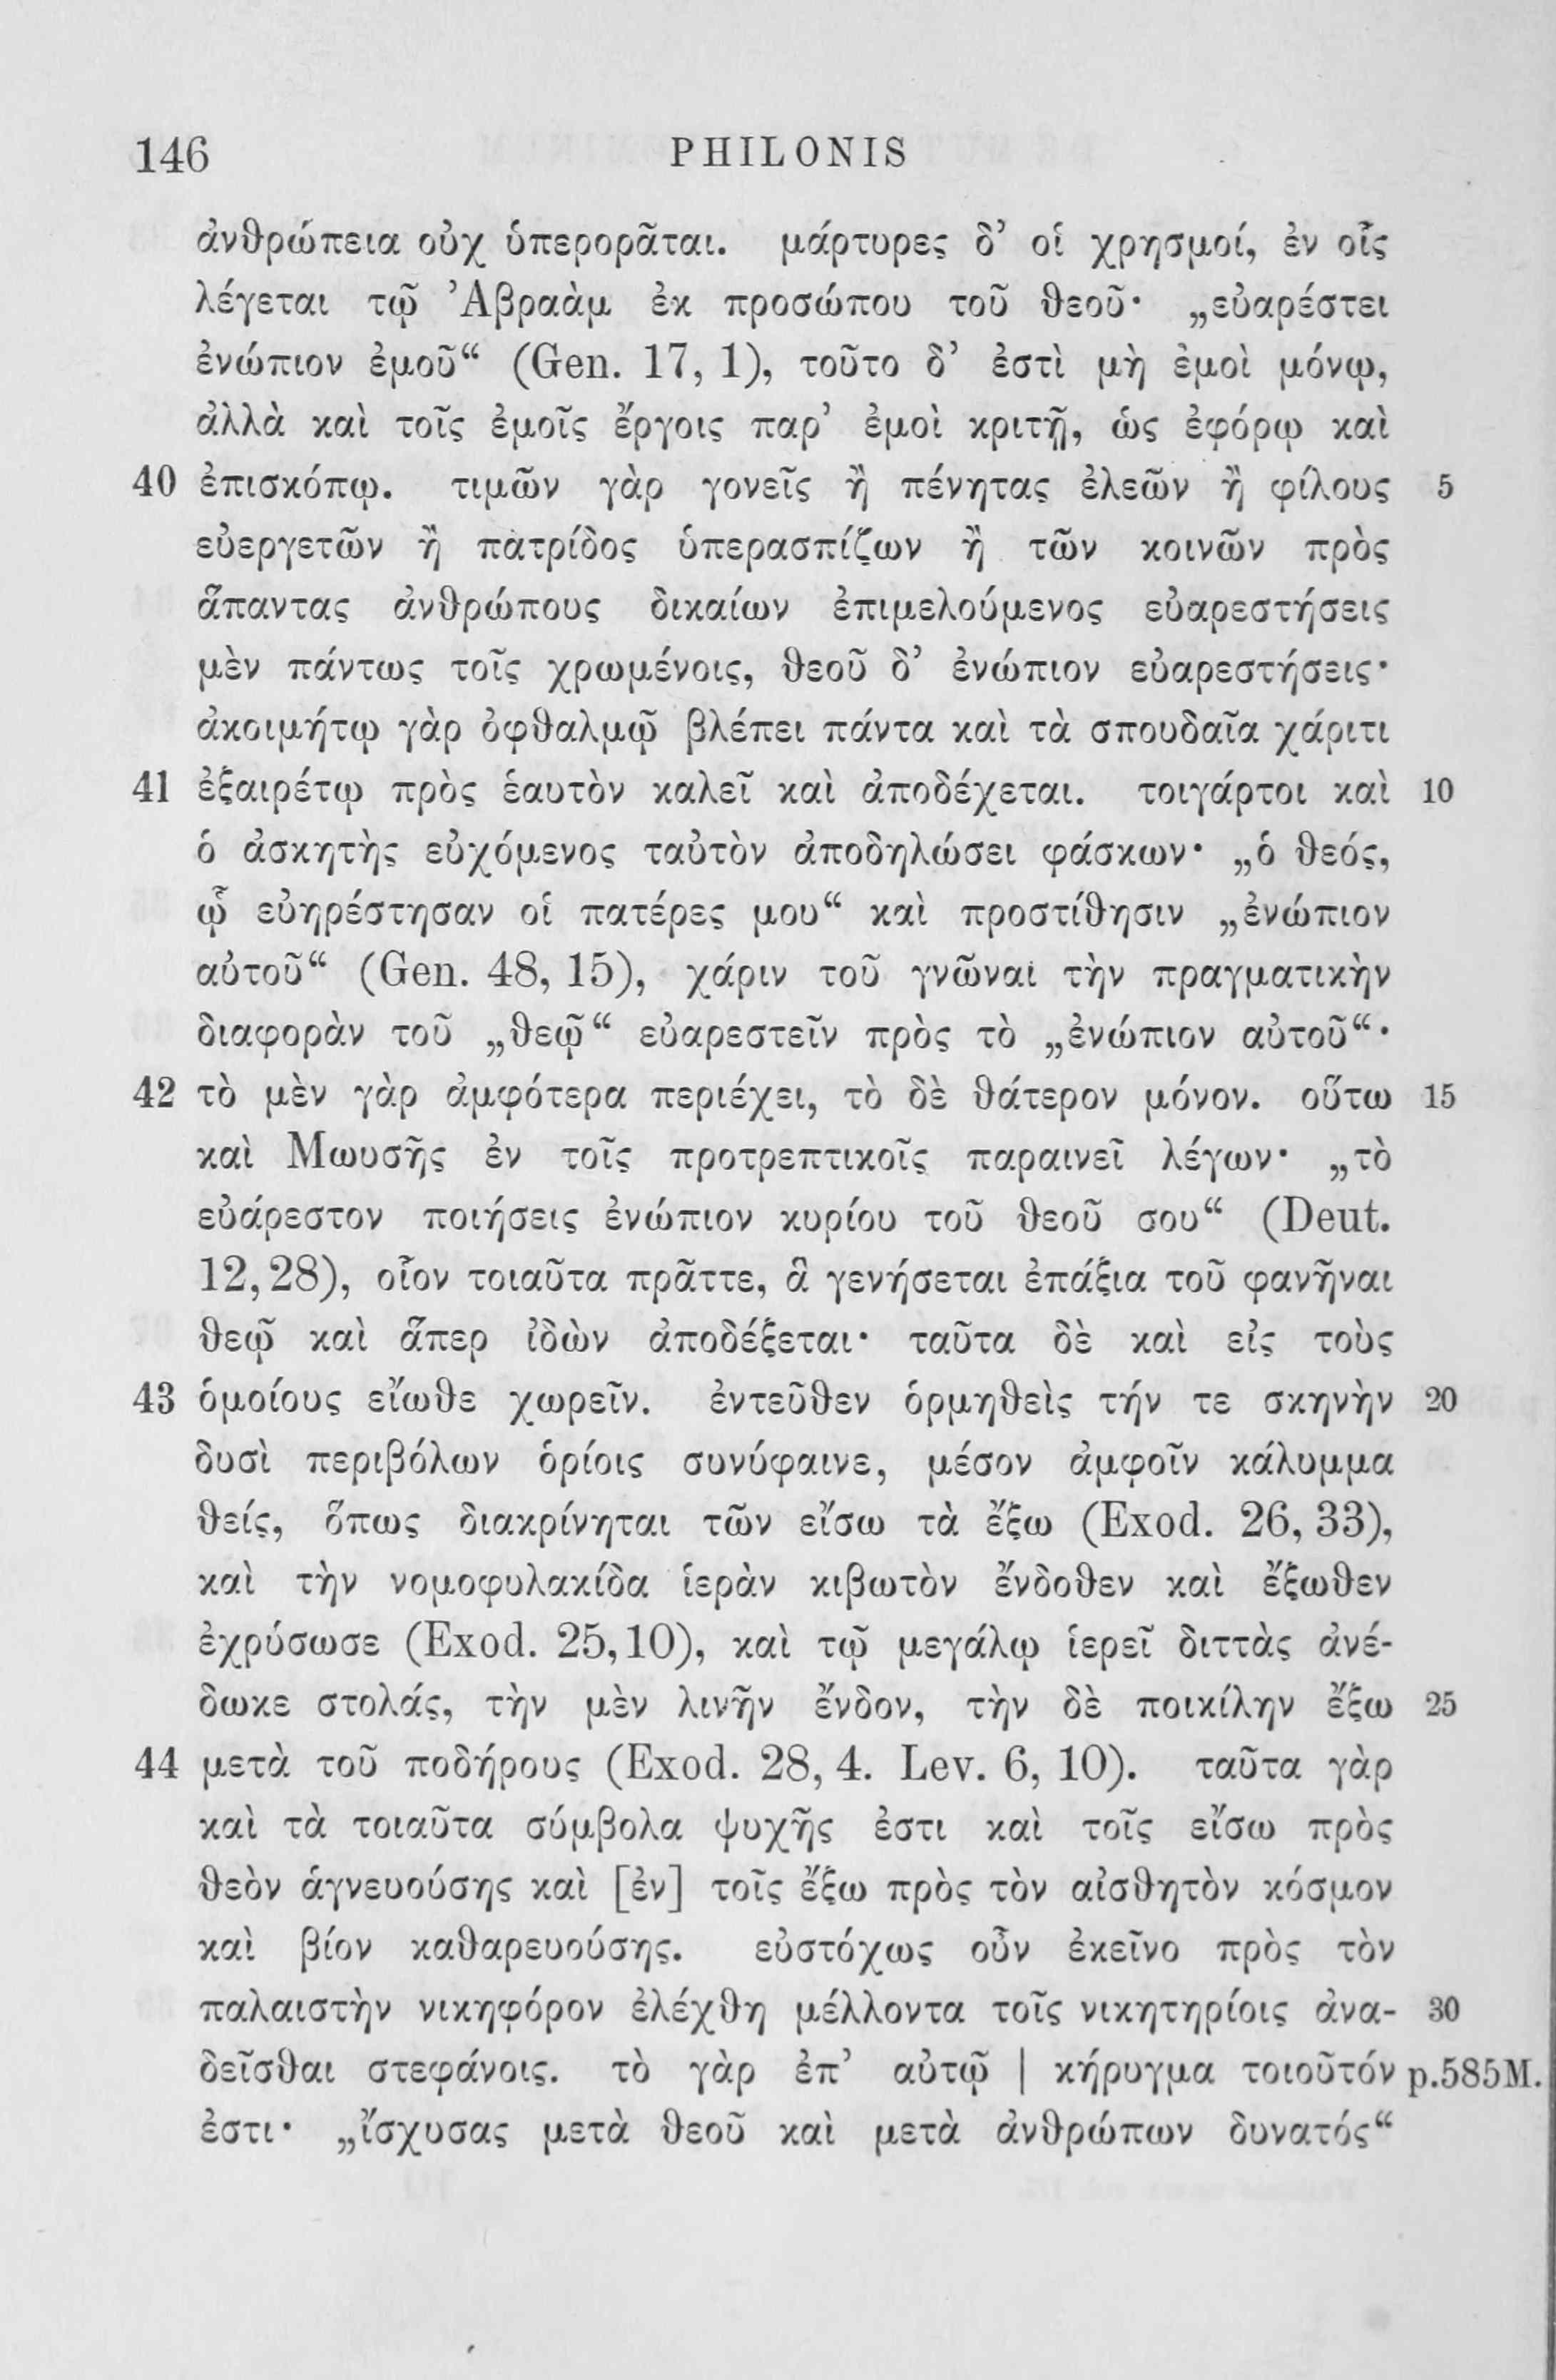 146 PHILONIS
ἀνθρώπεια οὐχ ὑπερορᾶται. μάρτυρες δ’ οἱ χρησμοί, ἐν οἷς
λέγεται τῷ Ἀβραὰμ ἐκ προσώπου τοῦ θεοῦ· „εὐαρέστει
ἐνώπιον ἐμοῦ“ (Gen. 17, 1), τοῦτο δ’ ἐστὶ μὴ ἐμοὶ μόνῳ,
ἀλλὰ καὶ τοῖς ἐμοῖς ἔργοις παρ’ ἐμοὶ κριτῇ, ὡς ἐφόρῳ καὶ
40 ἐπισκόπῳ. τιμῶν γὰρ γονεῖς ἢ πένητας ἐλεῶν ἢ φίλους 5
εὐεργετῶν ἢ πατρίδος ὑπερασπίζων ἢ τῶν κοινῶν πρὸς
ἅπαντας ἀνθρώπους δικαίων ἐπιμελούμενος εὐαρεστήσεις
μὲν πάντως τοῖς χρωμένοις, θεοῦ δ’ ἐνώπιον εὐαρεστήσεις·
ἀκοιμήτῳ γὰρ ὀφθαλμῷ βλέπει πάντα καὶ τὰ σπουδαῖα χάριτι
41 ἐξαιρέτῳ πρὸς ἑαυτὸν καλεῖ καὶ ἀποδέχεται. τοιγάρτοι καὶ 10
ὁ ἀσκητὴς εὐχόμενος ταὐτὸν ἀποδηλώσει φάσκων· „ὁ θεός,
ᾧ εὐηρέστησαν οἱ πατέρες μου“ καὶ προστίθησιν „ἐνώπιον
αὐτοῦ“ (Gen. 48, 15), χάριν τοῦ γνῶναι τὴν πραγματικὴν
διαφορὰν τοῦ „θεῷ“ εὐαρεστεῖν πρὸς τὸ „ἐνώπιον αὐτοῦ“·
42 τὸ μὲν γὰρ ἀμφότερα περιέχει, τὸ δὲ θάτερον μόνον. οὕτω 15
καὶ Μωυσῆς ἐν τοῖς προτρεπτικοῖς παραινεῖ λέγων· „τὸ
εὐάρεστον ποιήσεις ἐνώπιον κυρίου τοῦ θεοῦ σου“ (Deut.
12, 28), οἷον τοιαῦτα πρᾶττε, ἃ γενήσεται ἐπάξια τοῦ φανῆναι
θεῷ καὶ ἅπερ ἰδὼν ἀποδέξεται· ταῦτα δὲ καὶ εἰς τοὺς
43 ὁμοίους εἴωθε χωρεῖν. ἐντεῦθεν ὁρμηθεὶς τήν τε σκηνὴν 20
δυσὶ περιβόλων ὁρίοις συνύφαινε, μέσον ἀμφοῖν κάλυμμα
θείς, ὅπως διακρίνηται τῶν εἴσω τὰ ἔξω (Exod. 26, 33),
καὶ τὴν νομοφυλακίδα ἱερὰν κιβωτὸν ἔνδοθεν καὶ ἔξωθεν
ἐχρύσωσε (Exod. 25, 10), καὶ τῷ μεγάλῳ ἱερεῖ διττὰς ἀνέ-
δωκε στολάς, τὴν μὲν λινῆν ἔνδον, τὴν δὲ ποικίλην ἔξω 25
44 μετὰ τοῦ ποδήρους (Exod. 28, 4. Lev. 6, 10). ταῦτα γὰρ
καὶ τὰ τοιαῦτα σύμβολα ψυχῆς ἐστι καὶ τοῖς εἴσω πρὸς
θεὸν ἁγνευούσης καὶ [ἐν] τοῖς ἔξω πρὸς τὸν αἰσθητὸν κόσμον
καὶ βίον καθαρευούσης. εὐστόχως οὖν ἐκεῖνο πρὸς τὸν
παλαιστὴν νικηφόρον ἐλέχθη μέλλοντα τοῖς νικητηρίοις ἀνα- 30
δεῖσθαι στεφάνοις. τὸ γὰρ ἐπ’ αὐτῷ | κήρυγμα τοιοῦτόν p.585M.
ἐστι· „ἴσχυσας μετὰ θεοῦ καὶ μετὰ ἀνθρώπων δυνατός“